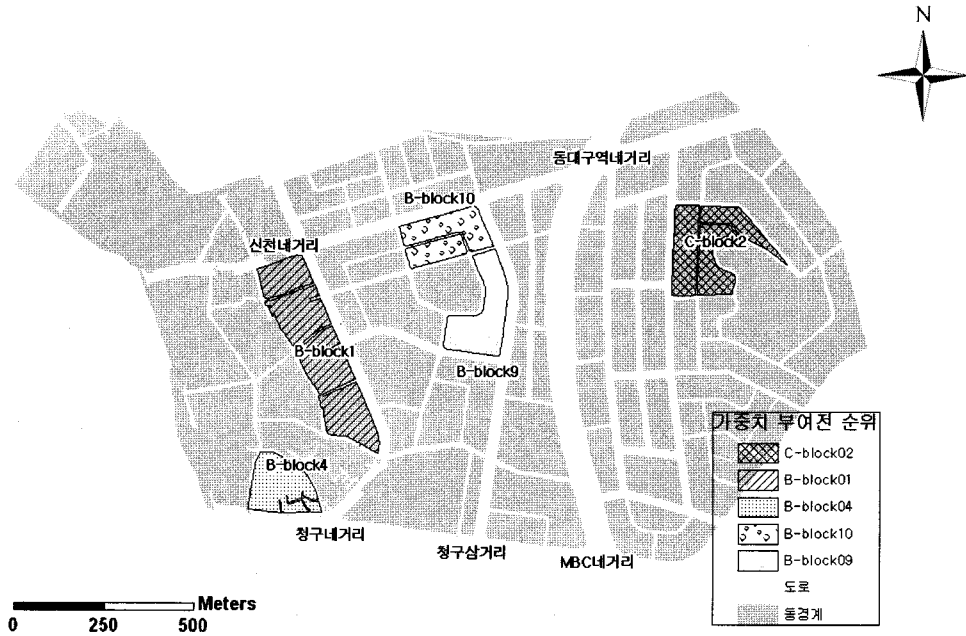 N
동대구역네거리
B-block10
신천네거리
C-block2
B-block1
B-block9
B-block4
청구네거리
청구삼거리
MBC네거리
가중치 부여전 순위
C-block02
B-block01
B-block04
B-block10
B-block09
도로
동경계
Meters
0 250 500